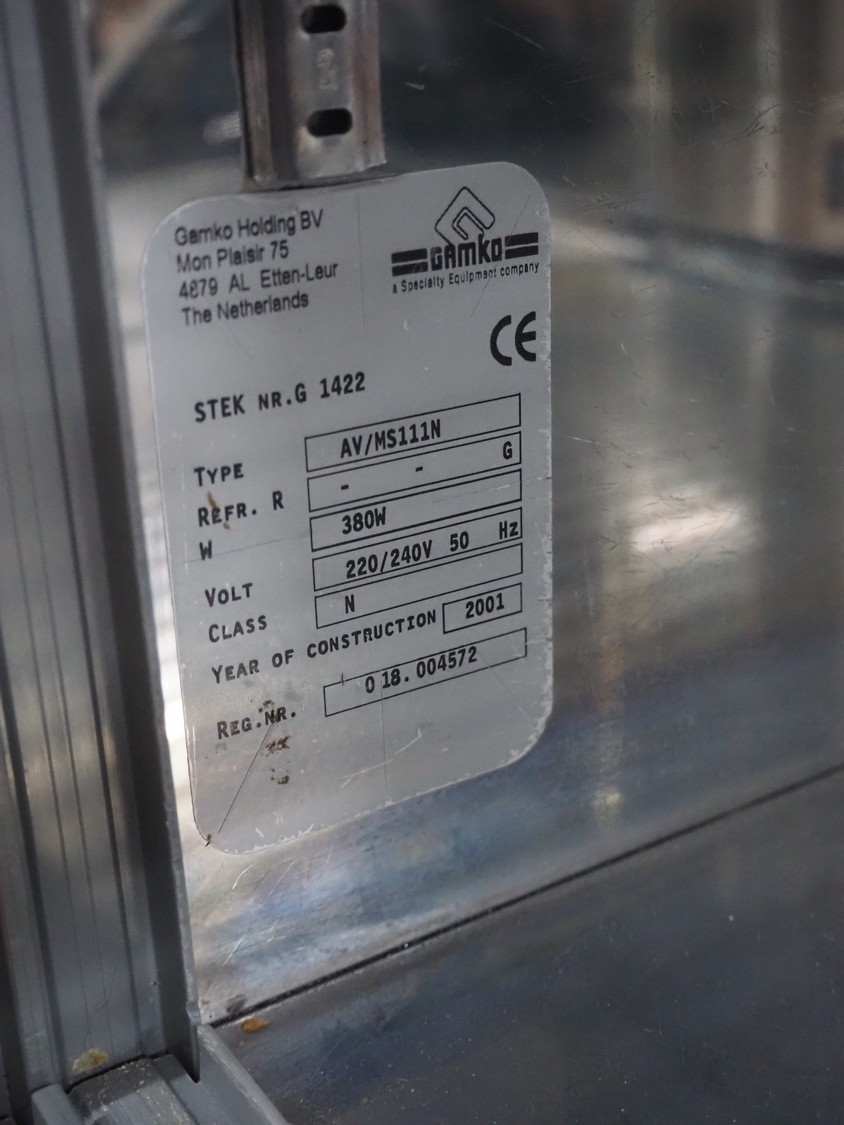 Gamko Holding BV
Mon Plaisir 75
4879 AL Etten-Leur
The Netherlands
GAMKO
a Specialty Equipment company
CE
STEK NR.G 1422
TYPE AV/MS111N
REFR. R - - G
W 380W
VOLT 220/240V 50 Hz
CLASS N
YEAR OF CONSTRUCTION 2001
REG.NR. 018.004572